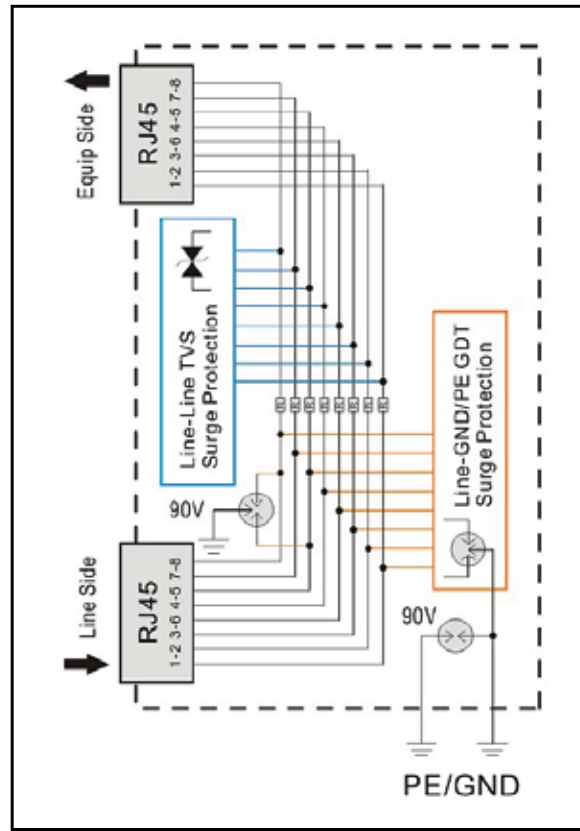 Equip Side
RJ45
1-2 3-6 4-5 7-8
Line-Line TVS
Surge Protection
Line-GND/PE GDT
Surge Protection
90V
Line Side
RJ45
1-2 3-6 4-5 7-8
90V
PE/GND